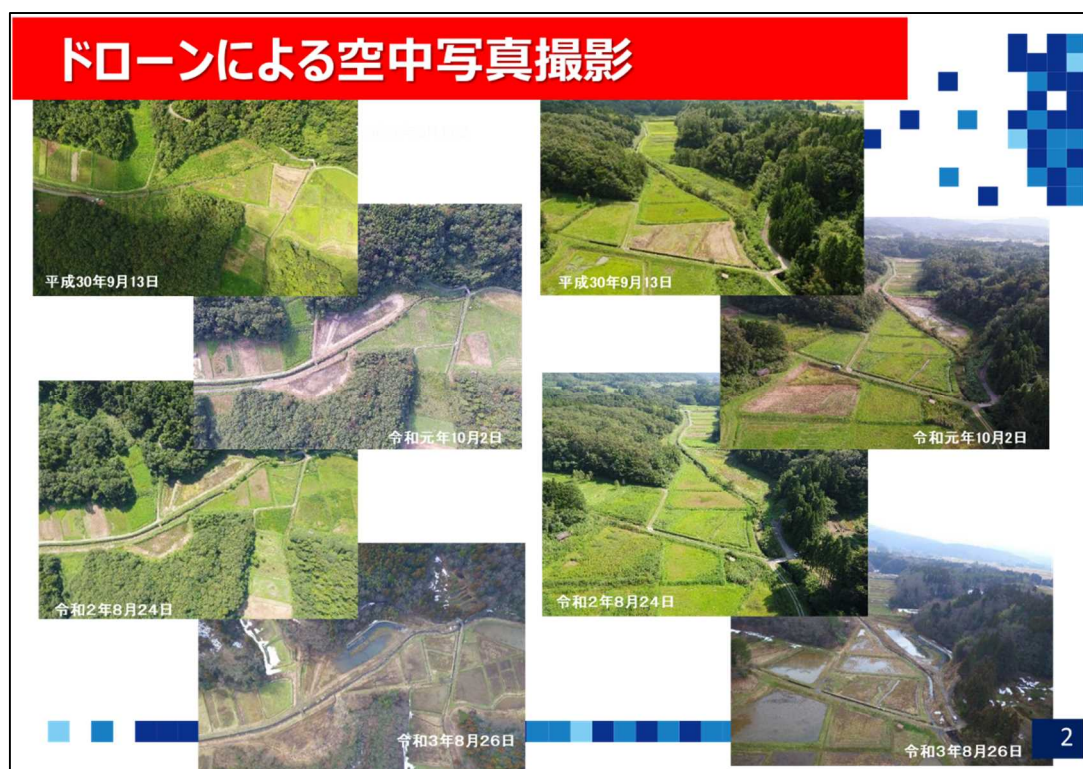 ドローンによる空中写真撮影
平成30年9月13日
平成30年9月13日
令和元年10月2日
令和元年10月2日
令和2年8月24日
令和2年8月24日
令和3年8月26日
令和3年8月26日
2